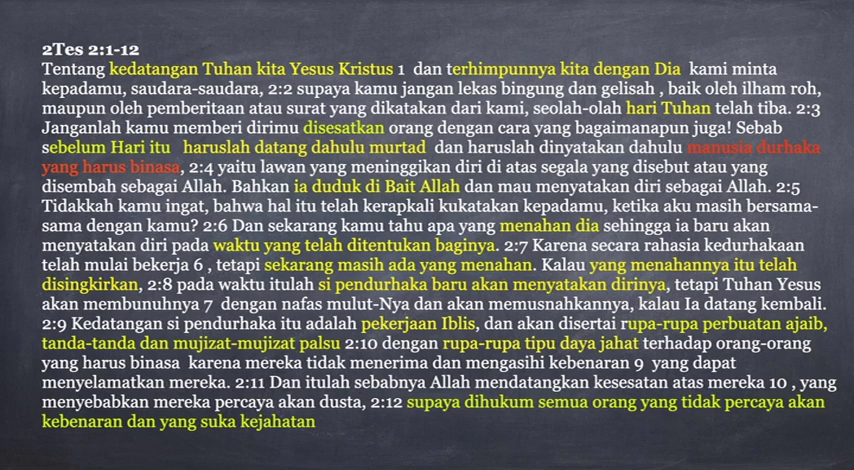 2Tes 2:1-12
Tentang kedatangan Tuhan kita Yesus Kristus 1 dan terhimpunnya kita dengan Dia kami minta
kepadamu, saudara-saudara, 2:2 supaya kamu jangan lekas bingung dan gelisah , baik oleh ilham roh,
maupun oleh pemberitaan atau surat yang dikatakan dari kami, seolah-olah hari Tuhan telah tiba. 2:3
Janganlah kamu memberi dirimu disesatkan orang dengan cara yang bagaimanapun juga! Sebab
sebelum Hari itu haruslah datang dahulu murtad dan haruslah dinyatakan dahulu manusia durhaka
yang harus binasa, 2:4 yaitu lawan yang meninggikan diri di atas segala yang disebut atau yang
disembah sebagai Allah. Bahkan ia duduk di Bait Allah dan mau menyatakan diri sebagai Allah. 2:5
Tidakkah kamu ingat, bahwa hal itu telah kerapkali kukatakan kepadamu, ketika aku masih bersama-
sama dengan kamu? 2:6 Dan sekarang kamu tahu apa yang menahan dia sehingga ia baru akan
menyatakan diri pada waktu yang telah ditentukan baginya. 2:7 Karena secara rahasia kedurhakaan
telah mulai bekerja 6 , tetapi sekarang masih ada yang menahan. Kalau yang menahannya itu telah
disingkirkan, 2:8 pada waktu itulah si pendurhaka baru akan menyatakan dirinya, tetapi Tuhan Yesus
akan membunuhnya 7 dengan nafas mulut-Nya dan akan memusnahkannya, kalau Ia datang kembali.
2:9 Kedatangan si pendurhaka itu adalah pekerjaan Iblis, dan akan disertai rupa-rupa perbuatan ajaib,
tanda-tanda dan mujizat-mujizat palsu 2:10 dengan rupa-rupa tipu daya jahat terhadap orang-orang
yang harus binasa karena mereka tidak menerima dan mengasihi kebenaran 9 yang dapat
menyelamatkan mereka. 2:11 Dan itulah sebabnya Allah mendatangkan kesesatan atas mereka 10 , yang
menyebabkan mereka percaya akan dusta, 2:12 supaya dihukum semua orang yang tidak percaya akan
kebenaran dan yang suka kejahatan